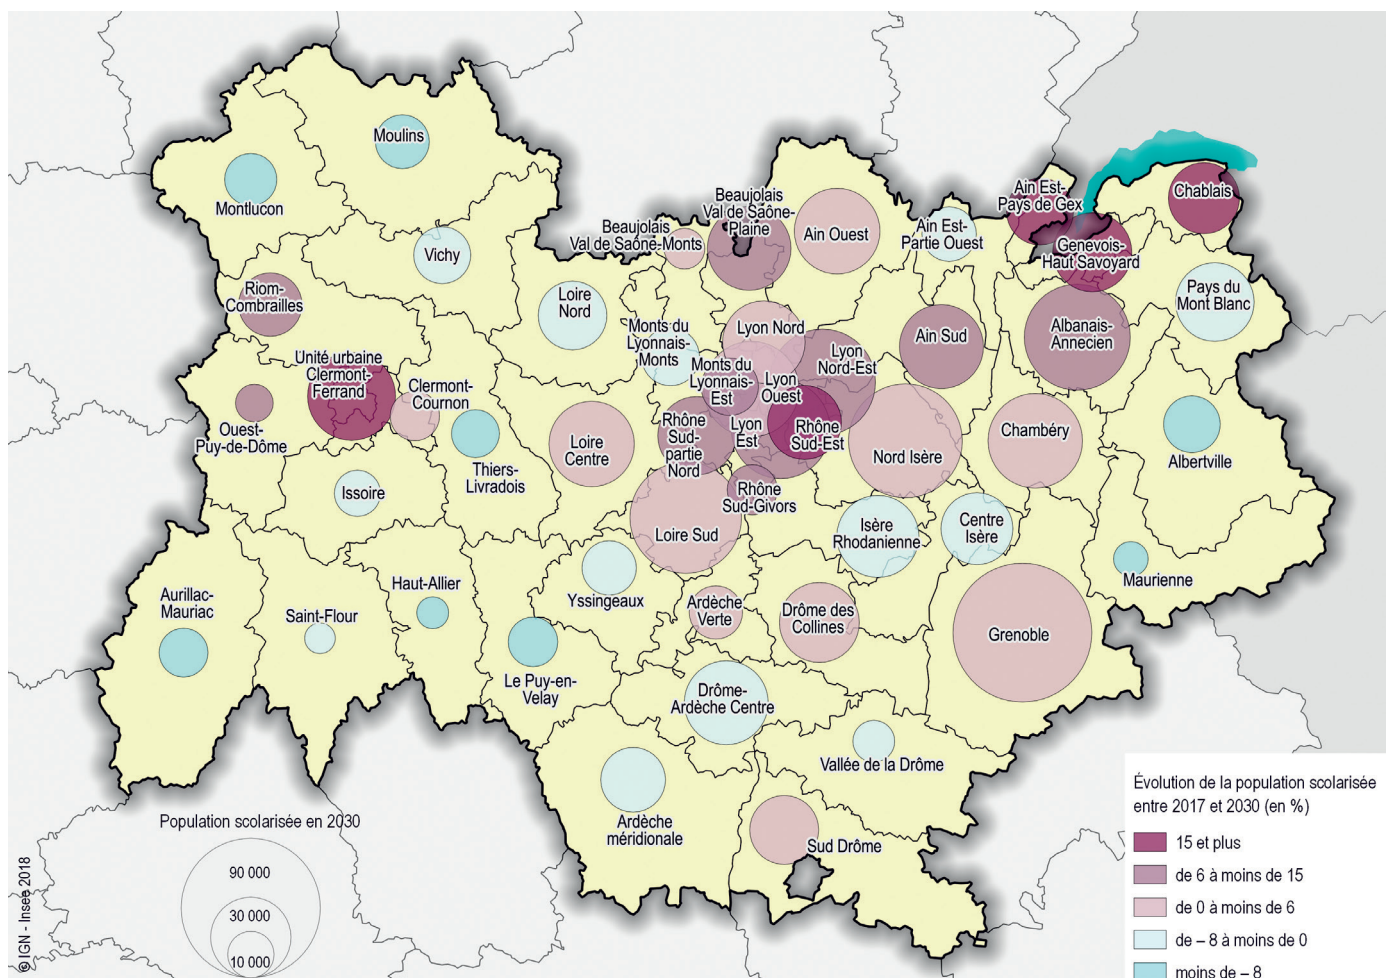 Moulins
Montlucon
Vichy
Riom-
Combrailles
Unité urbaine
Clermont-
Ferrand
Clermont-
Cournon
Ouest-
Puy-de-Dôme
Thiers-
Livradois
Issoire
Aurillac-
Mauriac
Saint-Flour
Haut-Allier
Le Puy-en-
Velay
Yssingeaux
Loire
Nord
Loire
Centre
Loire Sud
Beaujolais
Val de Saône-Monts
Beaujolais
Val de Saône-
Plaine
Ain Ouest
Ain Est-
Partie Ouest
Ain Est-
Pays de Gex
Chablais
Genevois-
Haut Savoyard
Pays du
Mont Blanc
Albanais-
Annecien
Ain Sud
Lyon Nord
Monts du
Lyonnais-
Monts
Monts du
Lyonnais-
Est
Lyon
Ouest
Lyon
Nord-Est
Lyon
Est
Rhône
Sud-Est
Rhône
Sud-
partie
Nord
Rhône
Sud-Givors
Nord Isère
Chambéry
Albertville
Maurienne
Isère
Rhodanienne
Centre
Isère
Grenoble
Ardèche
Verte
Drôme des
Collines
Drôme-
Ardèche Centre
Vallée de la Drôme
Ardèche
méridionale
Sud Drôme
Population scolarisée en 2030
90 000
30 000
10 000
© IGN - Insee 2018
Évolution de la population scolarisée
entre 2017 et 2030 (en %)
15 et plus
de 6 à moins de 15
de 0 à moins de 6
de – 8 à moins de 0
moins de – 8